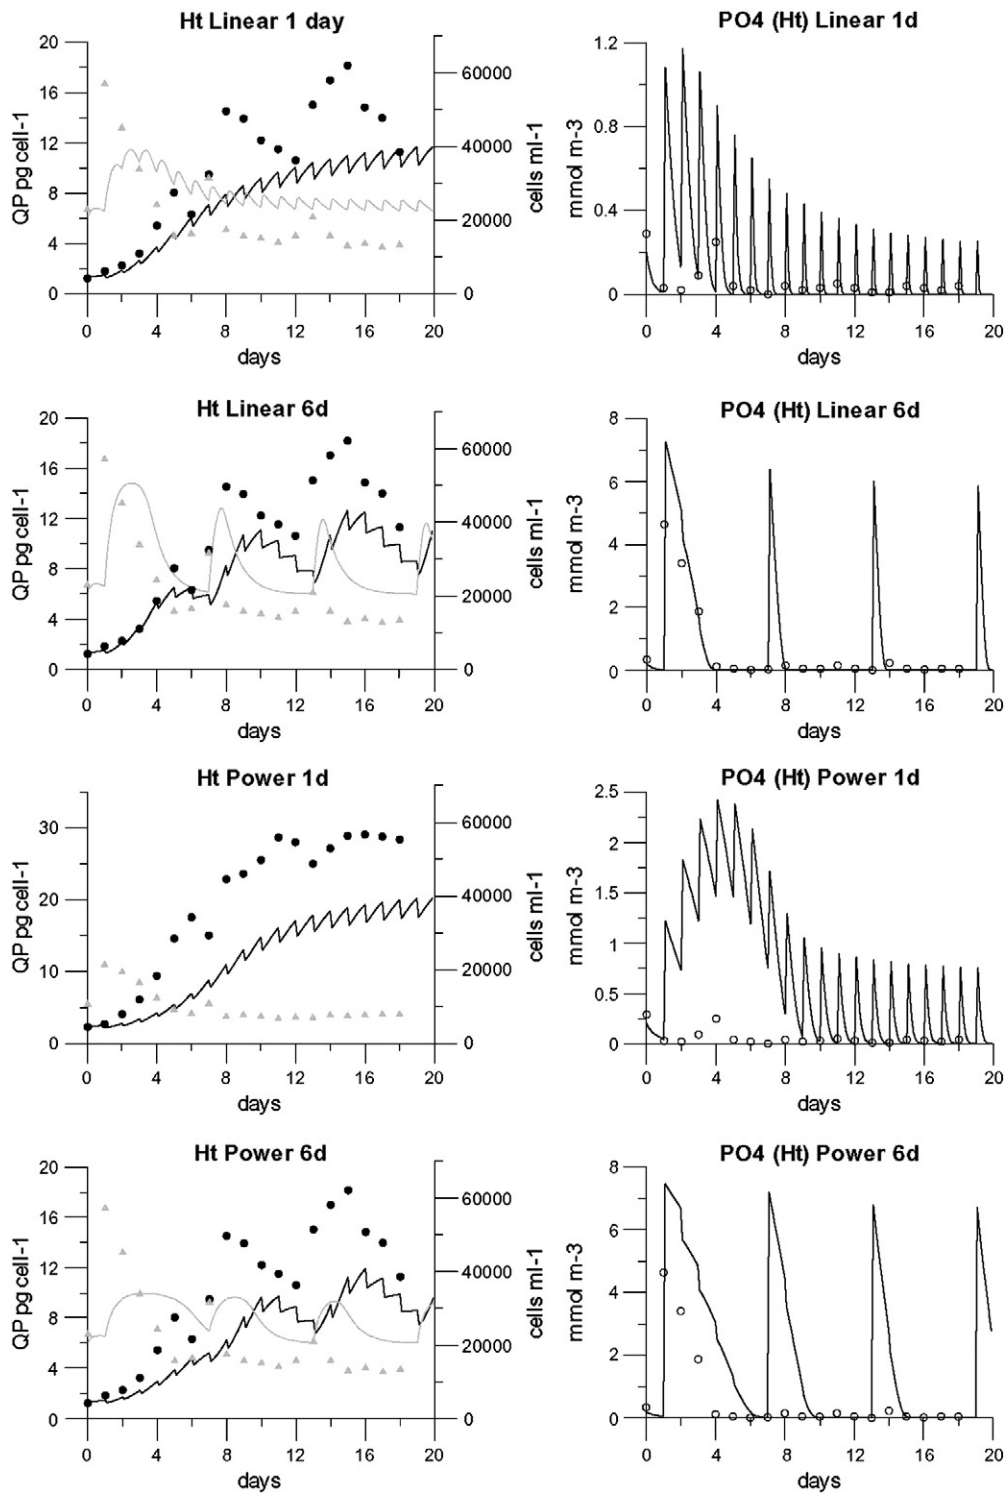 Ht Linear 1 day
20
16
12
8
4
0
QP pg cell-1
60000
40000
20000
0
cells ml-1
0 4 8 12 16 20
days
PO4 (Ht) Linear 1d
1.2
0.8
0.4
0
mmol m-3
0 4 8 12 16 20
days
Ht Linear 6d
20
16
12
8
4
0
QP pg cell-1
60000
40000
20000
0
cells ml-1
0 4 8 12 16 20
days
PO4 (Ht) Linear 6d
8
6
4
2
0
mmol m-3
0 4 8 12 16 20
days
Ht Power 1d
30
20
10
0
QP pg cell-1
60000
40000
20000
0
cells ml-1
0 4 8 12 16 20
days
PO4 (Ht) Power 1d
2.5
2
1.5
1
0.5
0
mmol m-3
0 4 8 12 16 20
days
Ht Power 6d
20
16
12
8
4
0
QP pg cell-1
60000
40000
20000
0
cells ml-1
0 4 8 12 16 20
days
PO4 (Ht) Power 6d
8
6
4
2
0
mmol m-3
0 4 8 12 16 20
days